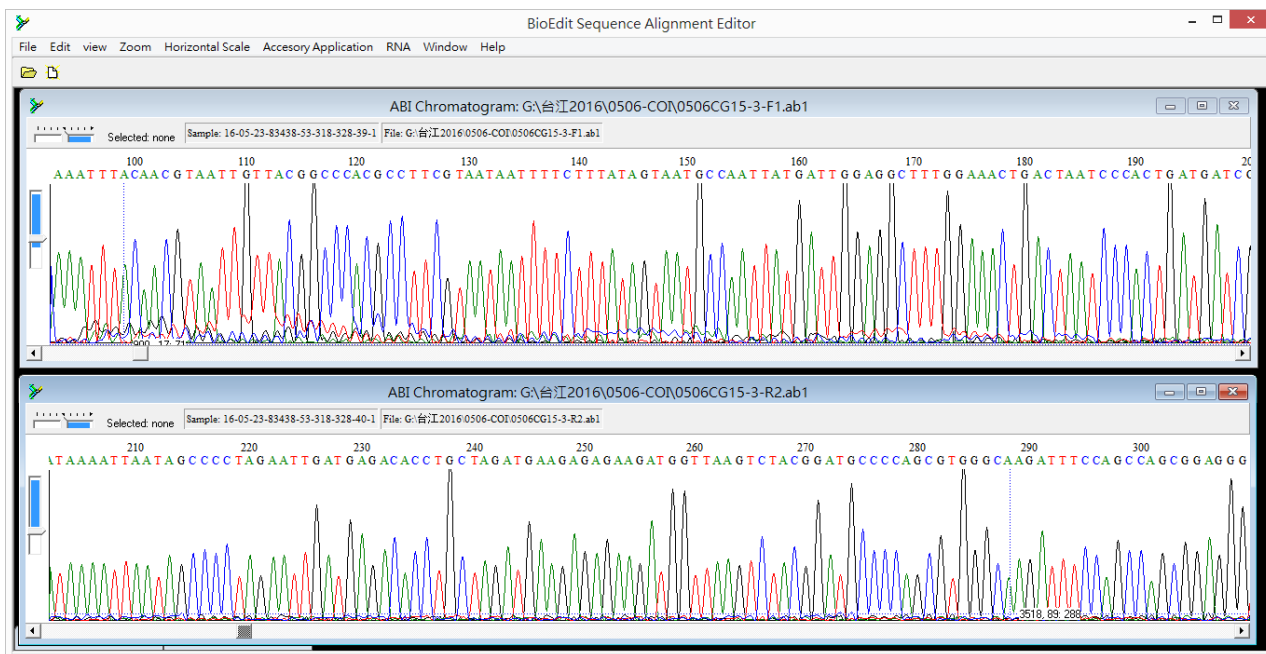 BioEdit Sequence Alignment Editor
File Edit view Zoom Horizontal Scale Accesory Application RNA Window Help
ABI Chromatogram: G:\台江2016\0506-COI\0506CG15-3-F1.ab1
Selected: none Sample: 16-05-23-83438-53-318-328-39-1 File: G:\台江2016\0506-COI\0506CG15-3-F1.ab1
100 110 120 130 140 150 160 170 180 190 20
AAATTTACAACGTAATTGTTACGGCCCACGCCTTCGTAATAATTTTCTTTATAGTAATGCCAATTATGATTGGAGGCTTTGGAAACTGACTAATCCCACTGATGATCG
ABI Chromatogram: G:\台江2016\0506-COI\0506CG15-3-R2.ab1
Selected: none Sample: 16-05-23-83438-53-318-328-40-1 File: G:\台江2016\0506-COI\0506CG15-3-R2.ab1
210 220 230 240 250 260 270 280 290 300
ATAAAATTAATAGCCCCTAGAATTGATGAGACACCTGCTAGATGAAGAGAGAAGATGGTTAAGTCTACGGATGCCCCAGCGTGGGCAAGATTTCCAGCCAGCGGAGGG
3518, 89: 288